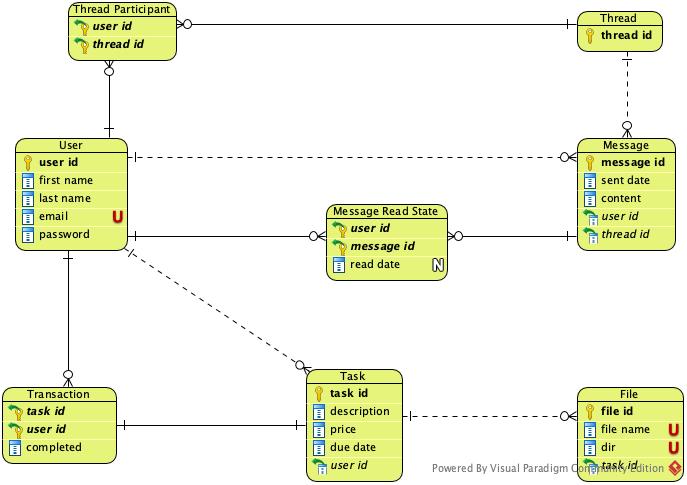 Thread Participant
user id
thread id
Thread
thread id
User
user id
first name
last name
email U
password
Message
message id
sent date
content
user id
thread id
Message Read State
user id
message id
read date N
Transaction
task id
user id
completed
Task
task id
description
price
due date
user id
File
file id
file name U
dir U
task id
Powered By Visual Paradigm Community Edition